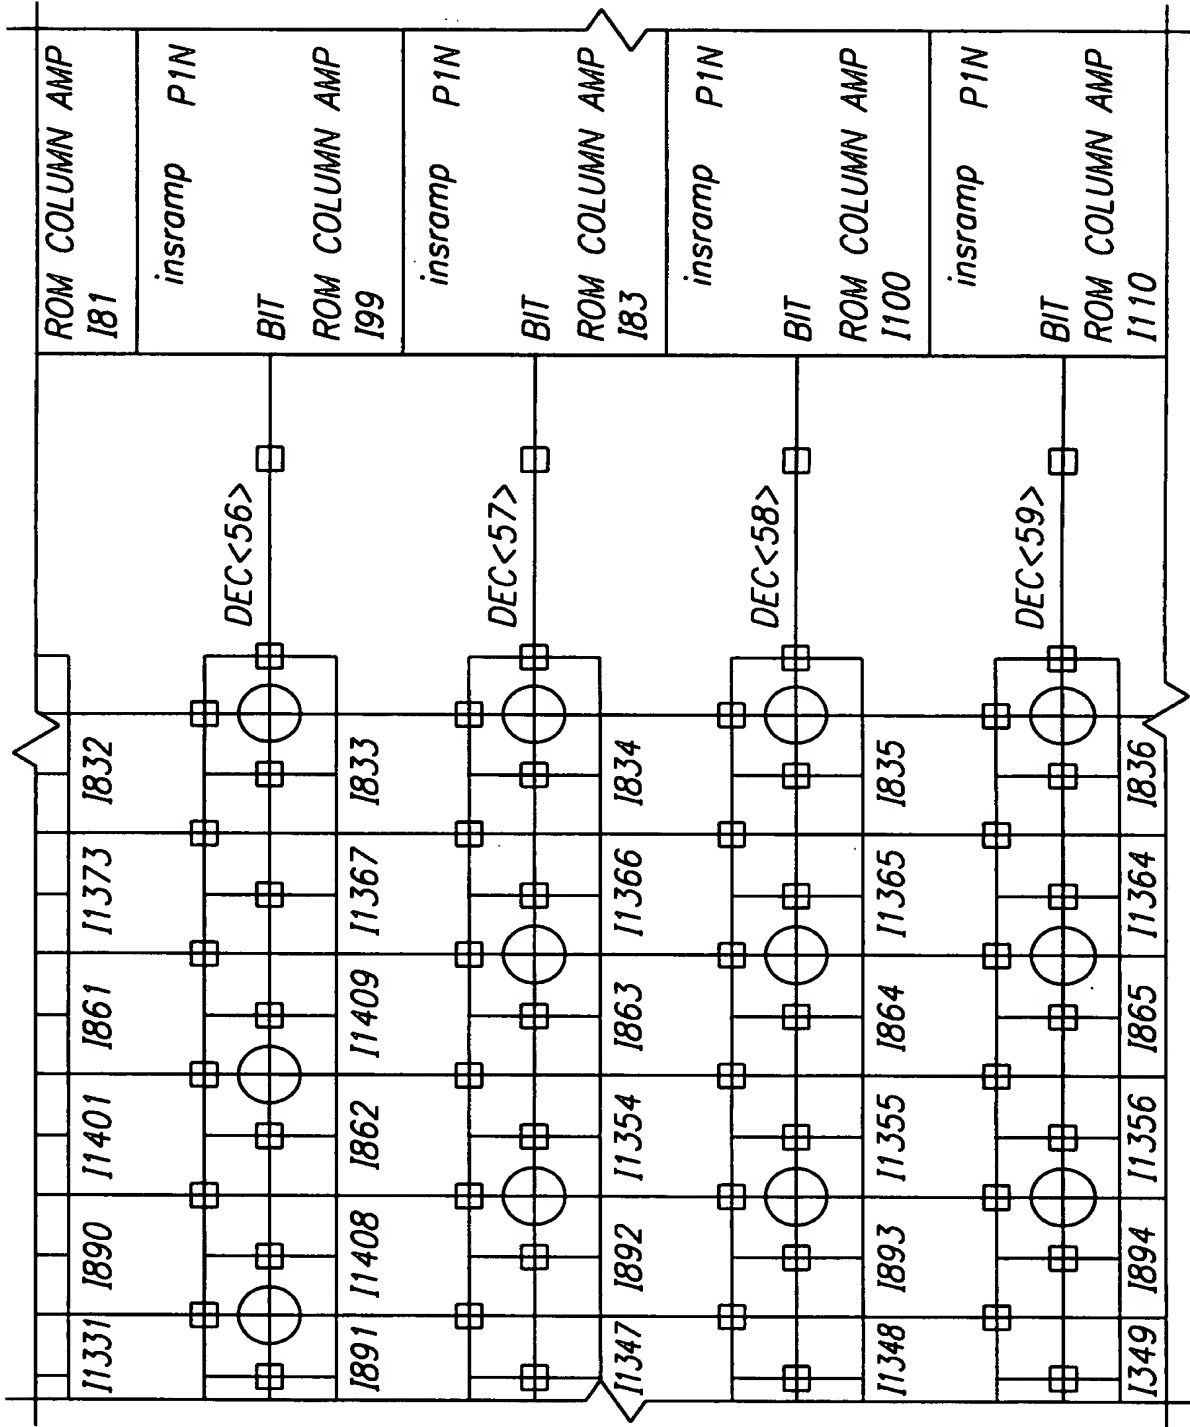 ROM COLUMN AMP
I81
insramp P1N
BIT
ROM COLUMN AMP
I99
insramp P1N
BIT
ROM COLUMN AMP
I83
insramp P1N
BIT
ROM COLUMN AMP
I100
insramp P1N
BIT
ROM COLUMN AMP
I110
DEC<56>
DEC<57>
DEC<58>
DEC<59>
I1331 I890 I1401 I861 I1373 I832
I891 I1408 I862 I1409 I1367 I833
I1347 I892 I1354 I863 I1366 I834
I1348 I893 I1355 I864 I1365 I835
I349 I894 I1356 I865 I1364 I836